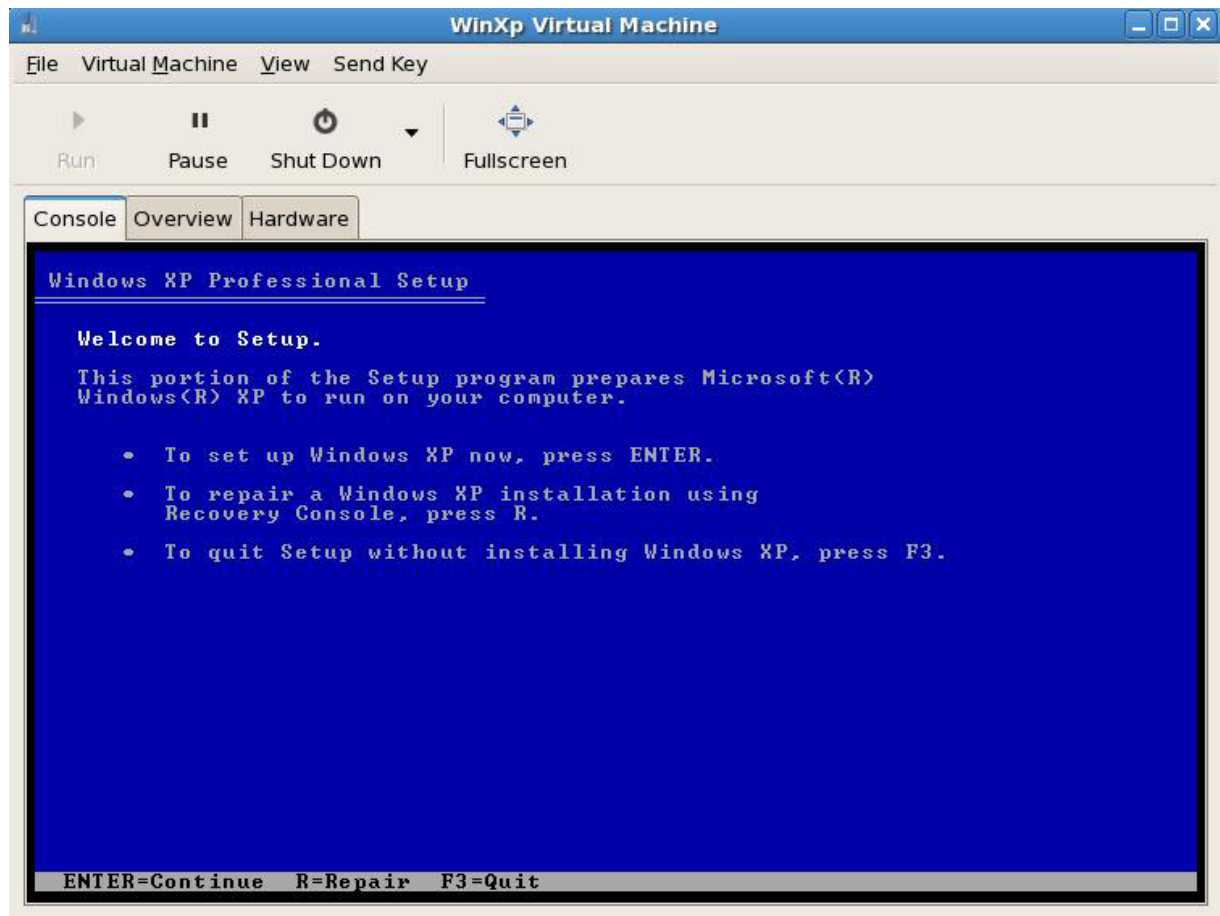 WinXp Virtual Machine
File Virtual Machine View Send Key
Run Pause Shut Down Fullscreen
Console Overview Hardware
Windows XP Professional Setup
Welcome to Setup.
This portion of the Setup program prepares Microsoft(R)
Windows(R) XP to run on your computer.
• To set up Windows XP now, press ENTER.
• To repair a Windows XP installation using
Recovery Console, press R.
• To quit Setup without installing Windows XP, press F3.
ENTER=Continue R=Repair F3=Quit